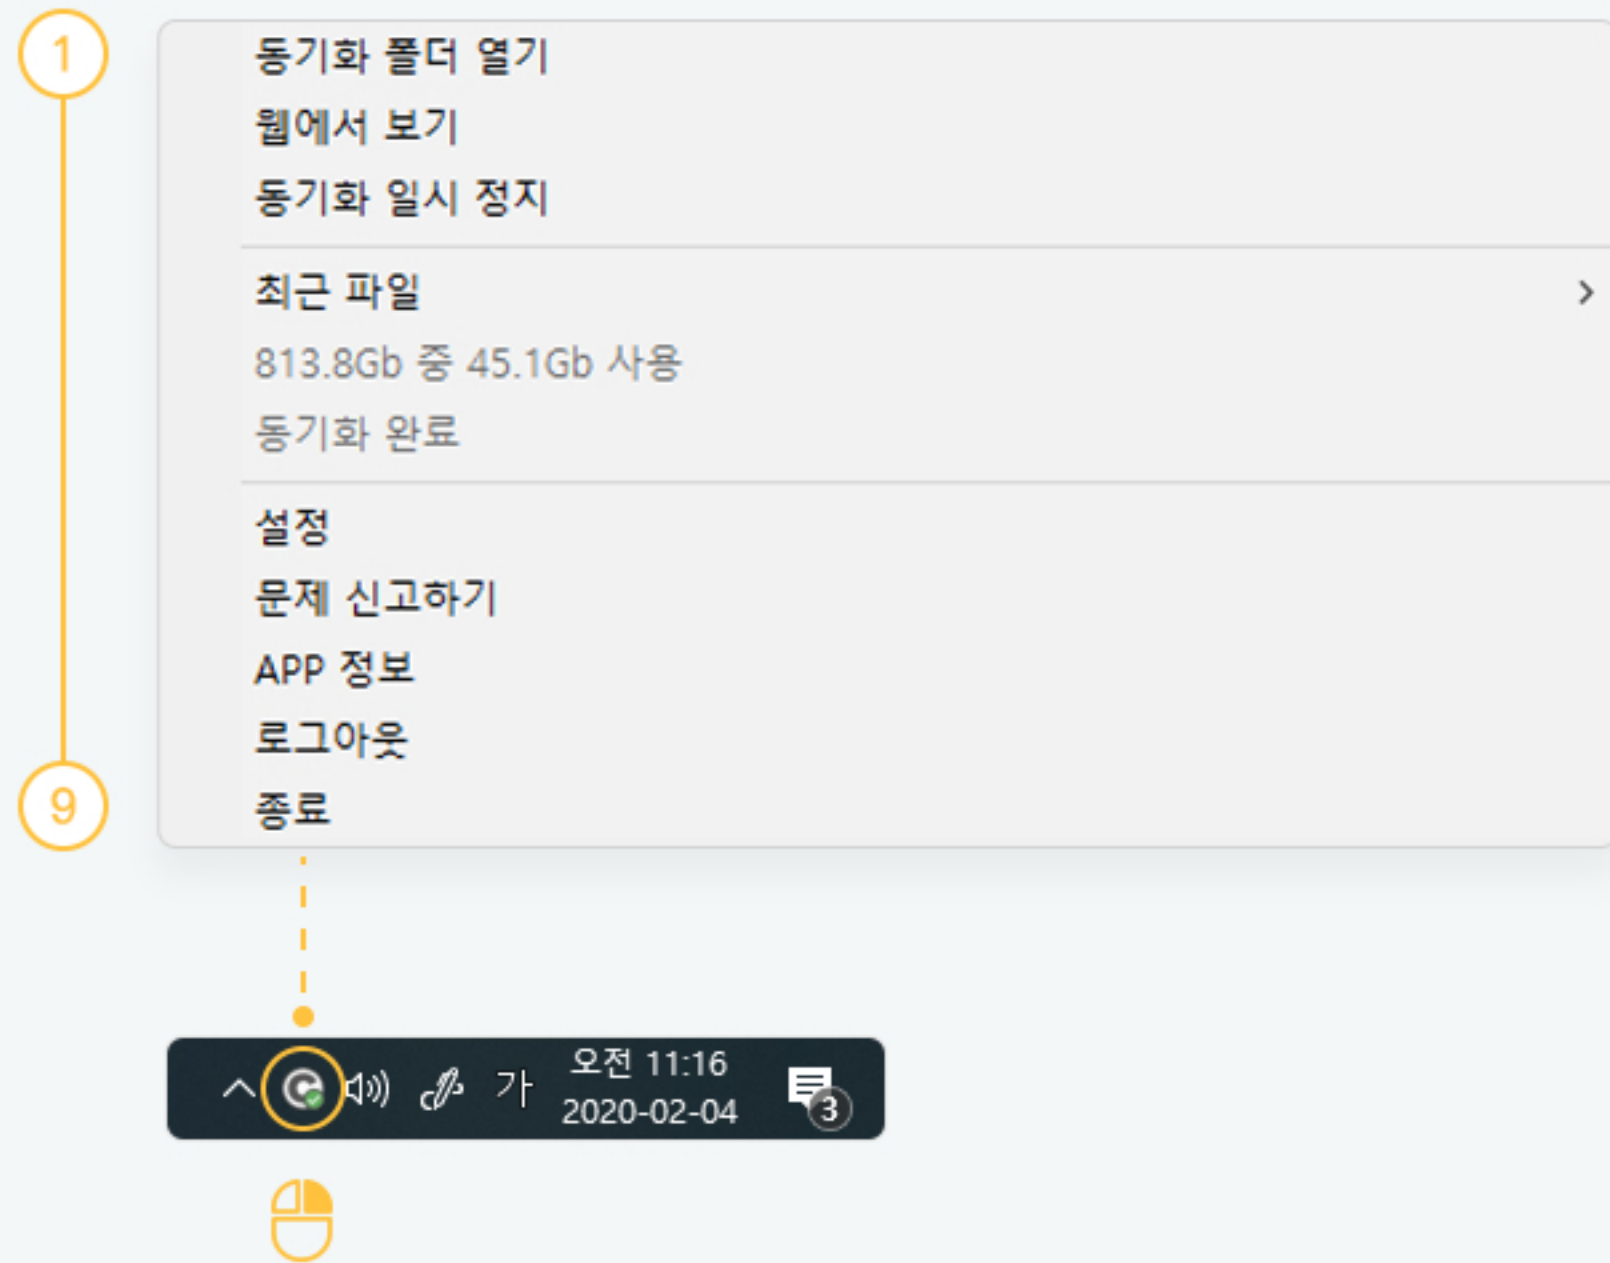 1
동기화 폴더 열기
웹에서 보기
동기화 일시 정지
최근 파일
813.8Gb 중 45.1Gb 사용
동기화 완료
설정
문제 신고하기
APP 정보
로그아웃
9
종료
가
오전 11:16
2020-02-04
3